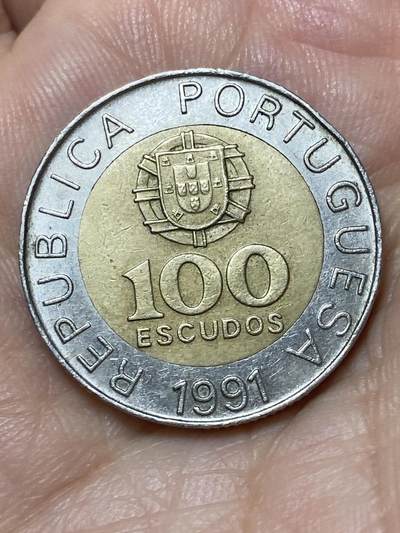 REPUBLICA PORTUGUESA
100
ESCUDOS
1991